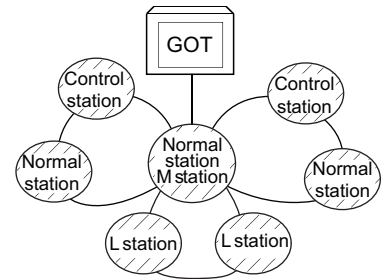 GOT
Control
station
Control
station
Normal
station
M station
Normal
station
Normal
station
L station
L station